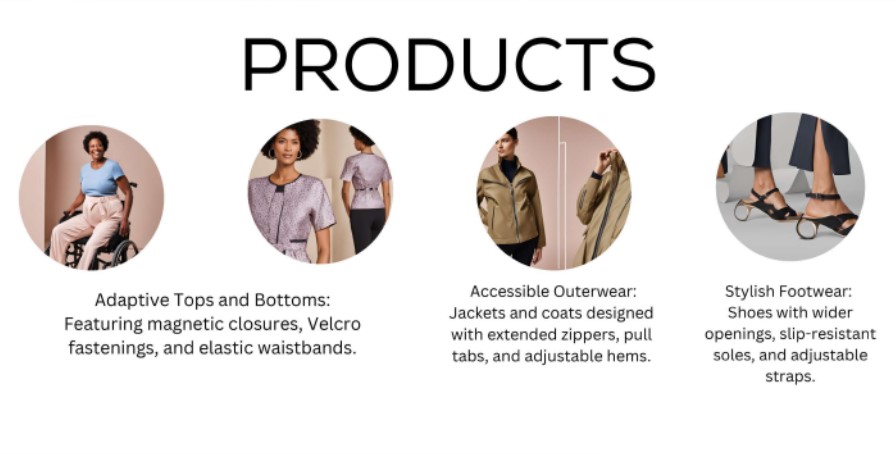 PRODUCTS
Adaptive Tops and Bottoms:
Featuring magnetic closures, Velcro
fastenings, and elastic waistbands.
Accessible Outerwear:
Jackets and coats designed
with extended zippers, pull
tabs, and adjustable hems.
Stylish Footwear:
Shoes with wider
openings, slip-resistant
soles, and adjustable
straps.